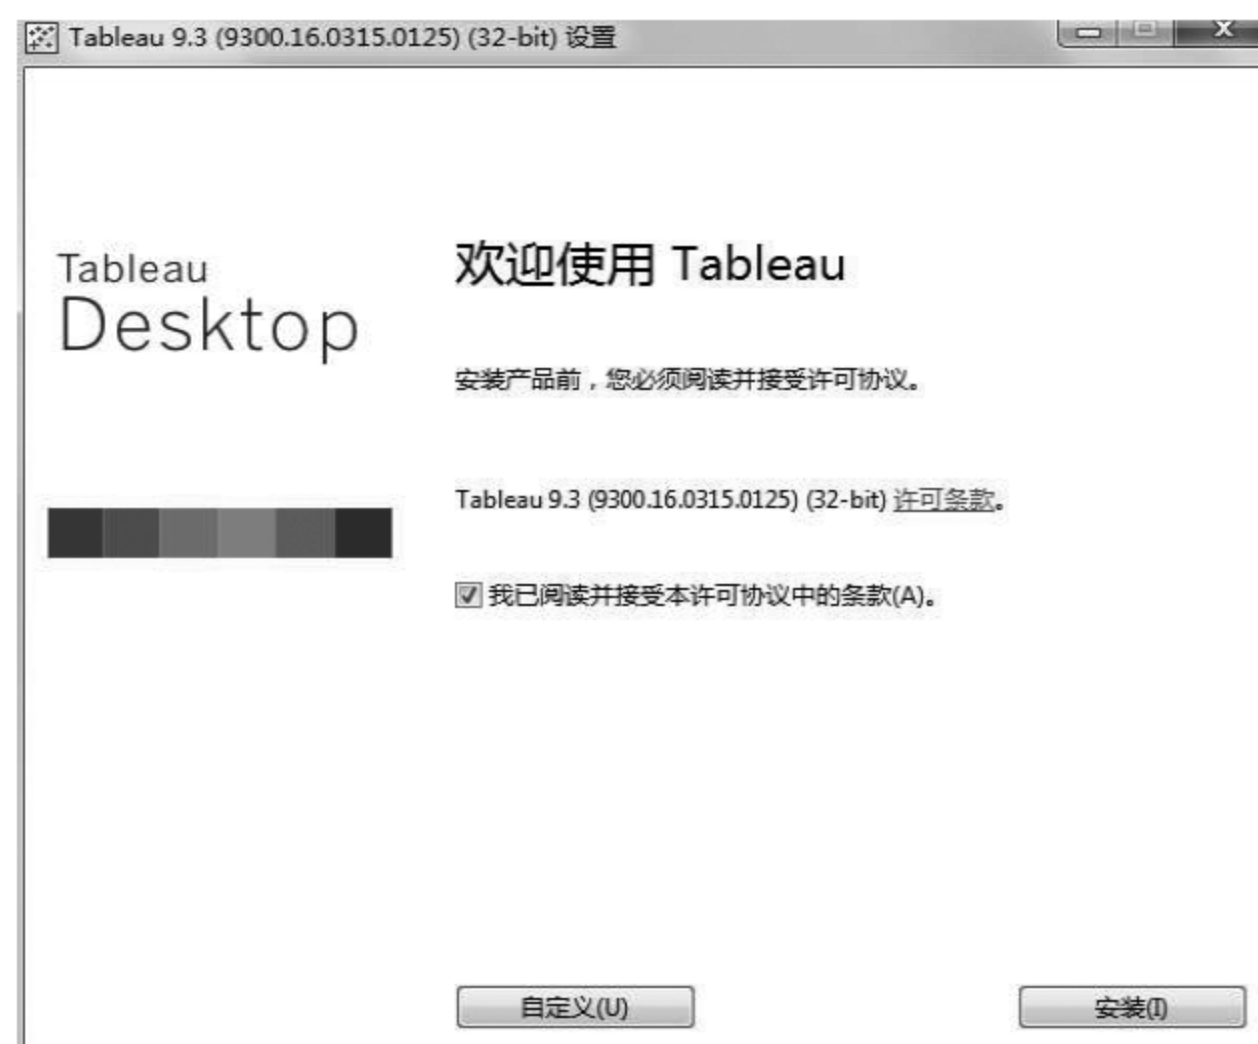 Tableau 9.3 (9300.16.0315.0125) (32-bit) 设置
Tableau
Desktop
欢迎使用 Tableau
安装产品前，您必须阅读并接受许可协议。
Tableau 9.3 (9300.16.0315.0125) (32-bit) 许可条款。
我已阅读并接受本许可协议中的条款(A)。
自定义(U)
安装(I)